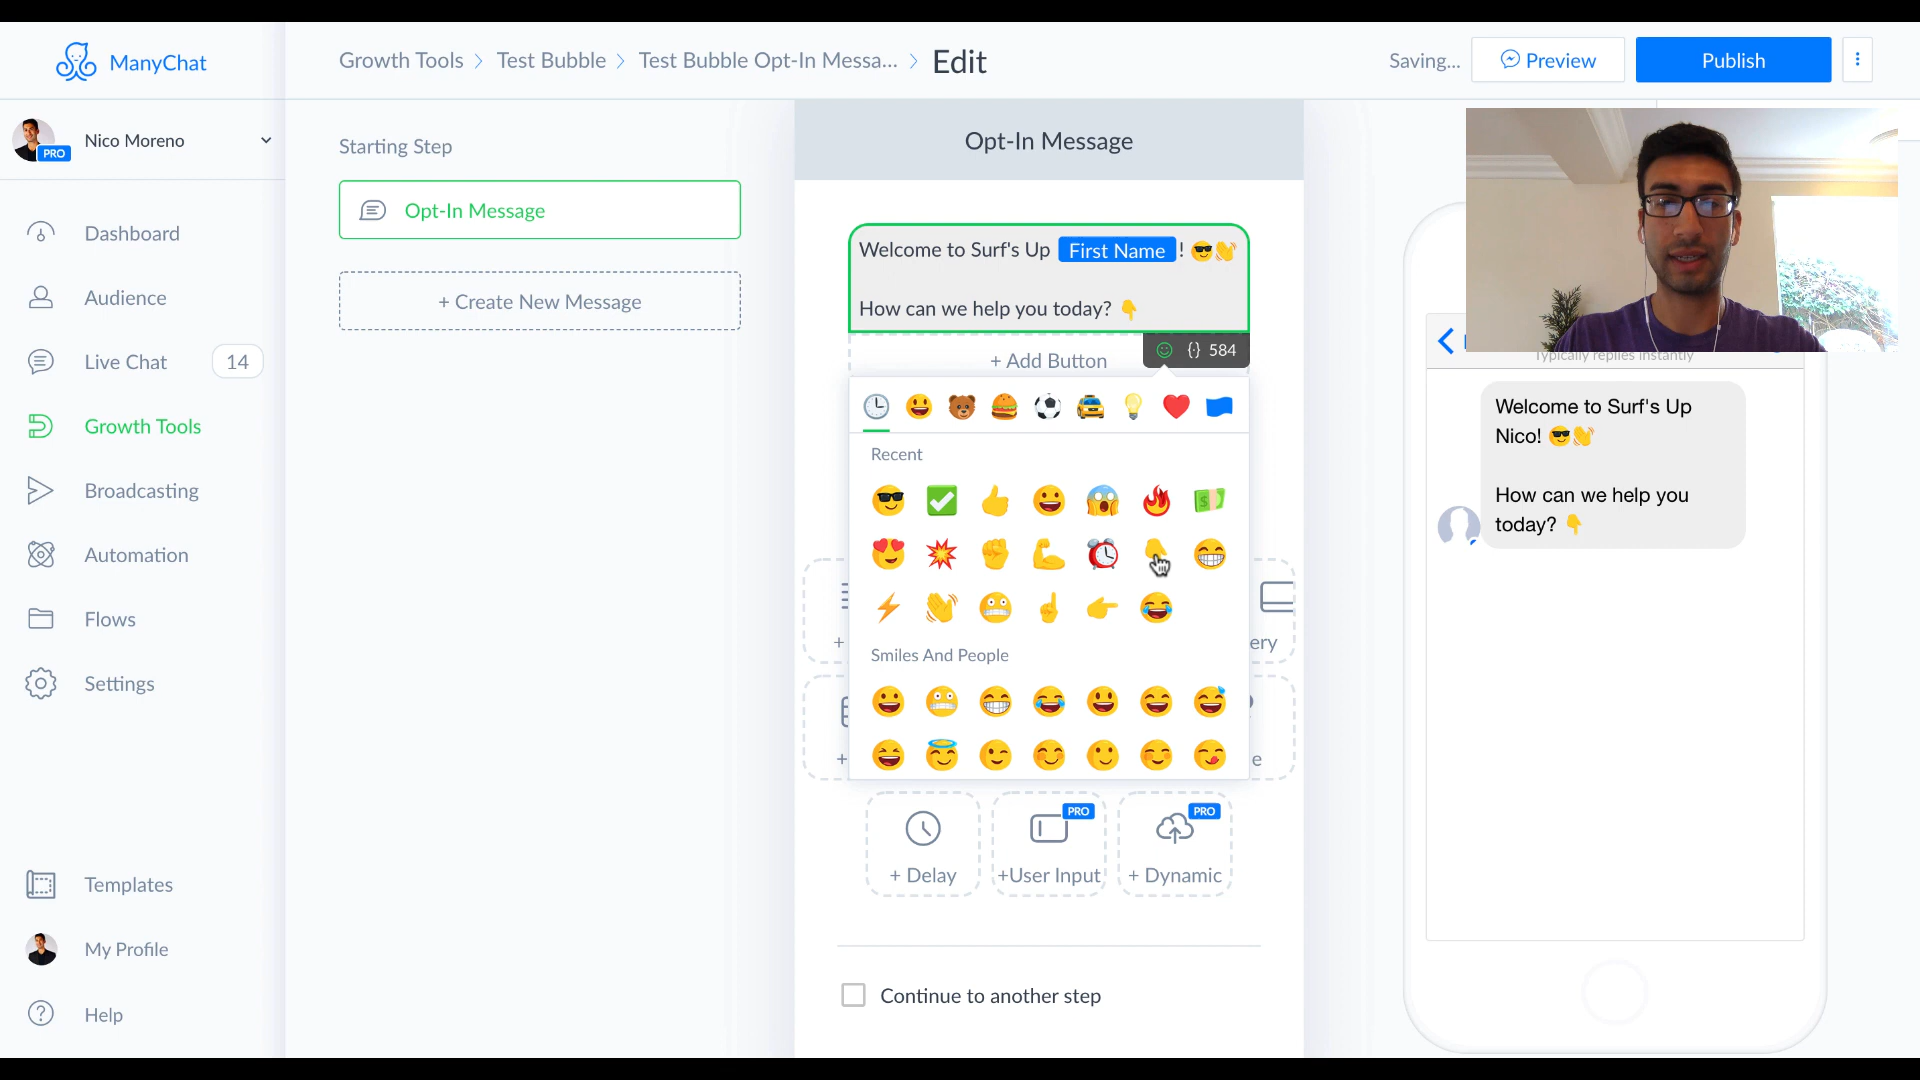 ManyChat
Growth Tools > Test Bubble > Test Bubble Opt-In Messa... > Edit
Saving...
Preview
Publish
PRO
Nico Moreno
Dashboard
Audience
Live Chat 14
Growth Tools
Broadcasting
Automation
Flows
Settings
Templates
My Profile
Help
Starting Step
Opt-In Message
+ Create New Message
Opt-In Message
Welcome to Surf's Up First Name ! 😎👋
How can we help you today? 👇
+ Add Button
{} 584
Recent
Smiles And People
+
ery
+
e
+ Delay
PRO
+User Input
PRO
+ Dynamic
Continue to another step
Typically replies instantly
Welcome to Surf's Up
Nico! 😎👋
How can we help you
today? 👇